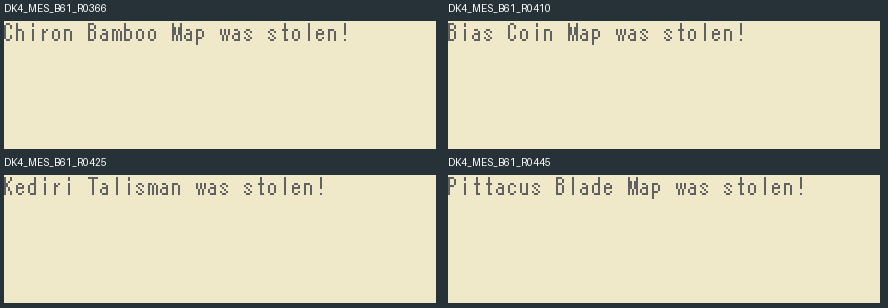 DK4_MES_B61_R0366
Chiron Bamboo Map was stolen!
DK4_MES_B61_R0410
Bias Coin Map was stolen!
DK4_MES_B61_R0425
Kediri Talisman was stolen!
DK4_MES_B61_R0445
Pittacus Blade Map was stolen!